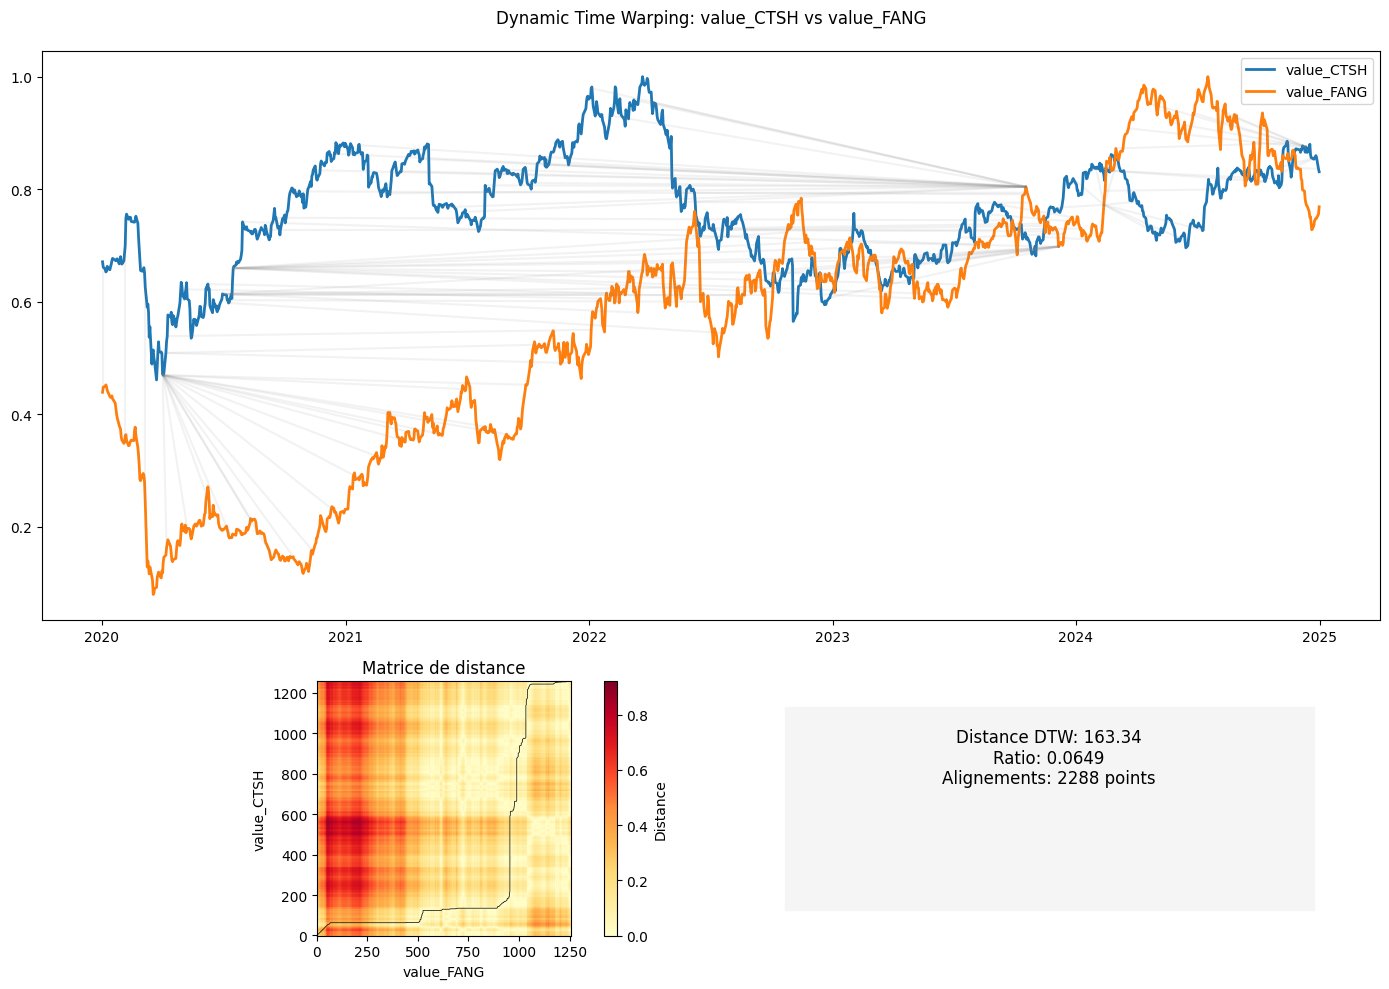 Dynamic Time Warping: value_CTSH vs value_FANG
value_CTSH
value_FANG
1.0
0.8
0.6
0.4
0.2
2020 2021 2022 2023 2024 2025
Matrice de distance
1200
1000
800
600
400
200
0
value_CTSH
0 250 500 750 1000 1250
value_FANG
0.8
0.6
0.4
0.2
0.0
Distance
Distance DTW: 163.34
Ratio: 0.0649
Alignements: 2288 points